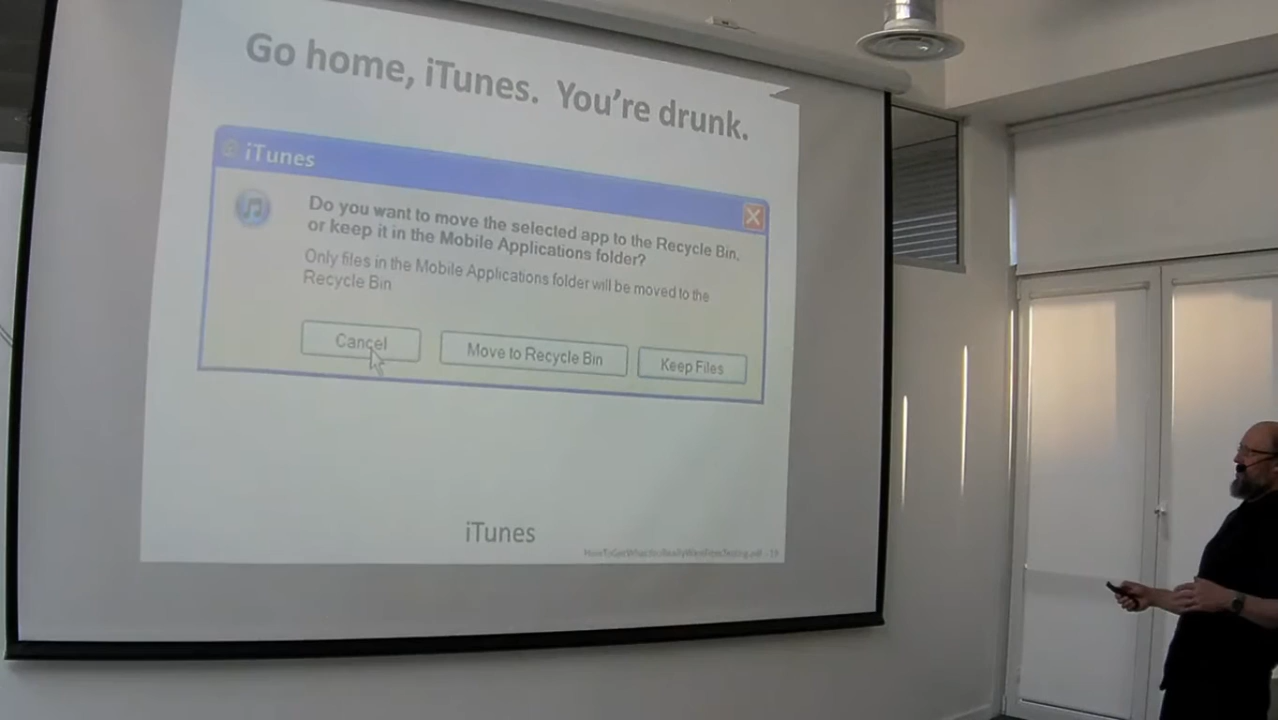 Go home, iTunes. You're drunk.
iTunes
Do you want to move the selected app to the Recycle Bin,
or keep it in the Mobile Applications folder?
Only files in the Mobile Applications folder will be moved to the
Recycle Bin
Cancel
Move to Recycle Bin
Keep Files
iTunes